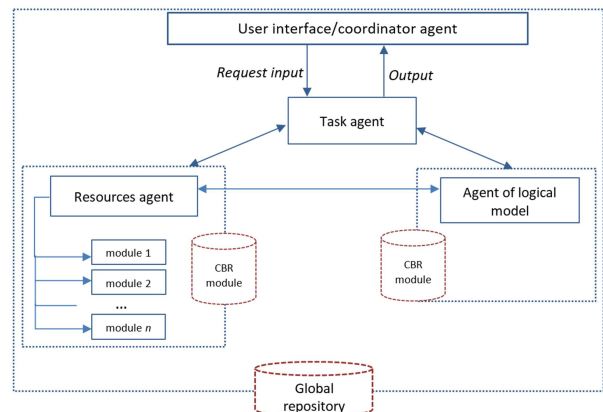 User interface/coordinator agent
Request input
Output
Task agent
Resources agent
Agent of logical
model
module 1
module 2
...
module n
CBR
module
CBR
module
Global
repository